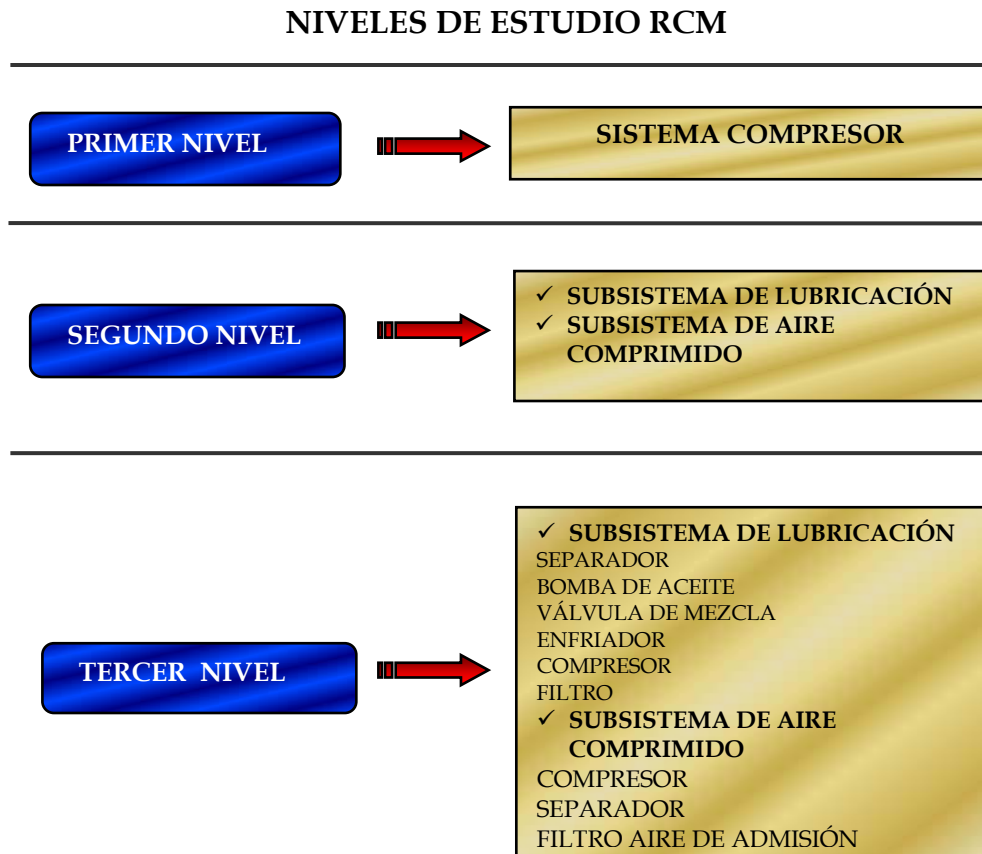 NIVELES DE ESTUDIO RCM
PRIMER NIVEL
SISTEMA COMPRESOR
SEGUNDO NIVEL
✓ SUBSISTEMA DE LUBRICACIÓN
✓ SUBSISTEMA DE AIRE
COMPRIMIDO
TERCER NIVEL
✓ SUBSISTEMA DE LUBRICACIÓN
SEPARADOR
BOMBA DE ACEITE
VÁLVULA DE MEZCLA
ENFRIADOR
COMPRESOR
FILTRO
✓ SUBSISTEMA DE AIRE
COMPRIMIDO
COMPRESOR
SEPARADOR
FILTRO AIRE DE ADMISIÓN